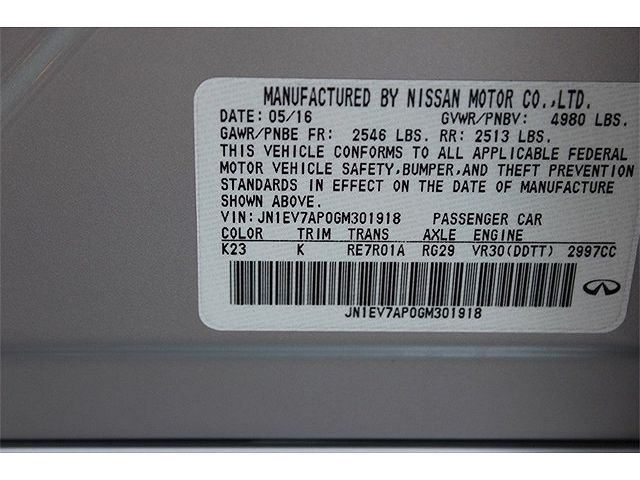 MANUFACTURED BY NISSAN MOTOR CO.,LTD.
DATE: 05/16 GVWR/PNBV: 4980 LBS.
GAWR/PNBE FR: 2546 LBS. RR: 2513 LBS.
THIS VEHICLE CONFORMS TO ALL APPLICABLE FEDERAL
MOTOR VEHICLE SAFETY,BUMPER,AND THEFT PREVENTION
STANDARDS IN EFFECT ON THE DATE OF MANUFACTURE
SHOWN ABOVE.
VIN: JN1EV7AP0GM301918 PASSENGER CAR
COLOR TRIM TRANS AXLE ENGINE
K23 K RE7R01A RG29 VR30(DDTT) 2997CC
JN1EV7AP0GM301918